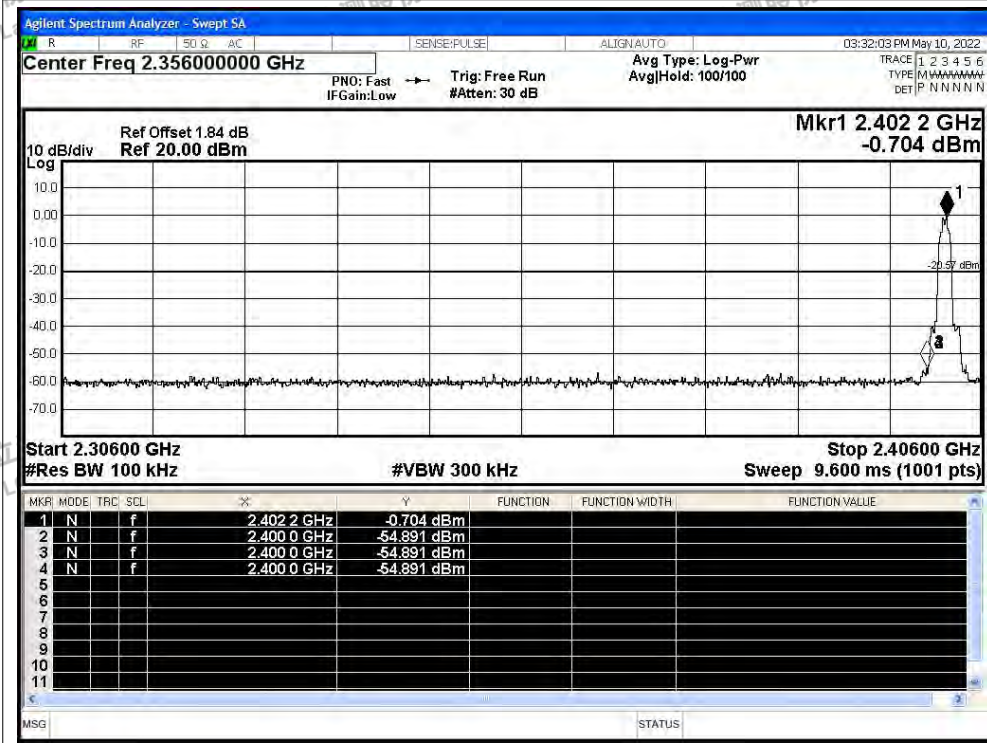 Agilent Spectrum Analyzer - Swept SA
LXI R RF 50 Ω AC SENSE:PULSE ALIGN AUTO 03:32:03 PM May 10, 2022
Center Freq 2.356000000 GHz
PNO: Fast
IFGain:Low
Trig: Free Run
#Atten: 30 dB
Avg Type: Log-Pwr
Avg|Hold: 100/100
TRACE 1 2 3 4 5 6
TYPE M
DET P N N N N N
Mkr1 2.402 2 GHz
-0.704 dBm
Ref Offset 1.84 dB
10 dB/div Ref 20.00 dBm
Log
10.0
0.00
-10.0
-20.0
-30.0
-40.0
-50.0
-60.0
-70.0
1
-20.57 dBm
Start 2.30600 GHz Stop 2.40600 GHz
#Res BW 100 kHz #VBW 300 kHz Sweep 9.600 ms (1001 pts)
MKR MODE TRC SCL X Y FUNCTION FUNCTION WIDTH FUNCTION VALUE
1 N f 2.402 2 GHz -0.704 dBm
2 N f 2.400 0 GHz -54.891 dBm
3 N f 2.400 0 GHz -54.891 dBm
4 N f 2.400 0 GHz -54.891 dBm
5
6
7
8
9
10
11
MSG STATUS